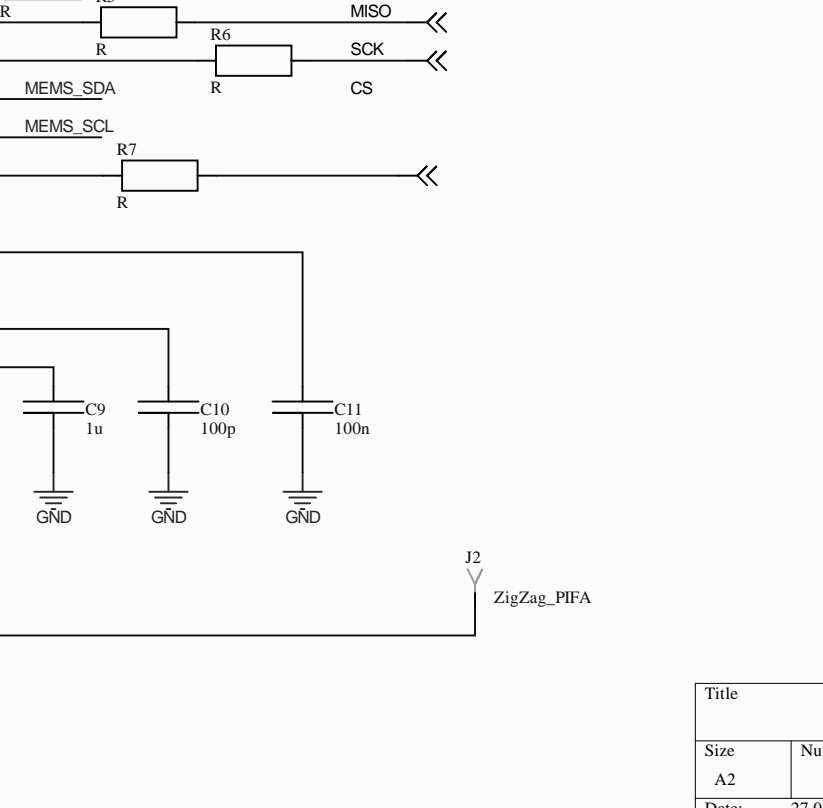 R
MISO
R
R6
SCK
R
MEMS_SDA
CS
MEMS_SCL
R7
R
C9
1u
C10
100p
C11
100n
GND
GND
GND
J2
ZigZag_PIFA
Title
Size
A2